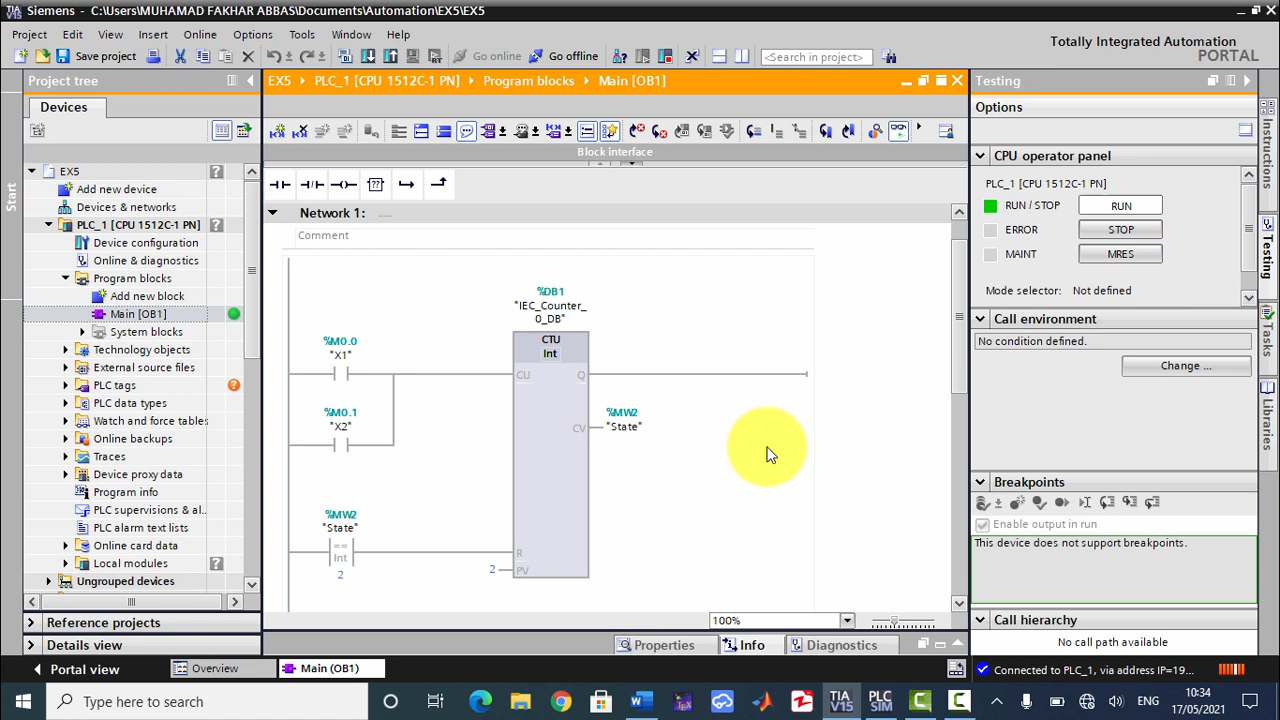 Siemens - C:\Users\MUHAMAD FAKHAR ABBAS\Documents\Automation\EX5\EX5
Project Edit View Insert Online Options Tools Window Help
Totally Integrated Automation
PORTAL
Save project
Go online
Go offline
<Search in project>
Project tree
EX5 PLC_1 [CPU 1512C-1 PN] Program blocks Main [OB1]
Testing
Devices
Options
Start
Block interface
EX5
Add new device
Devices & networks
PLC_1 [CPU 1512C-1 PN]
Device configuration
Online & diagnostics
Program blocks
Add new block
Main [OB1]
System blocks
Technology objects
External source files
PLC tags
PLC data types
Watch and force tables
Online backups
Traces
Device proxy data
Program info
PLC supervisions & al...
PLC alarm text lists
Online card data
Local modules
Ungrouped devices
Reference projects
Details view
Network 1: .....
Comment
%DB1
"IEC_Counter_
0_DB"
CTU
Int
%M0.0
"X1"
CU
Q
%M0.1
"X2"
%MW2
"State"
CV
%MW2
"State"
==
Int
2
R
2
PV
100%
Properties
Info
Diagnostics
CPU operator panel
PLC_1 [CPU 1512C-1 PN]
RUN / STOP RUN
ERROR STOP
MAINT MRES
Mode selector: Not defined
Call environment
No condition defined.
Change ...
Breakpoints
Enable output in run
This device does not support breakpoints.
Call hierarchy
No call path available
Instructions
Testing
Tasks
Libraries
Portal view
Overview
Main (OB1)
Connected to PLC_1, via address IP=19...
Type here to search
TIA
V15
PLC
SIM
ENG
10:34
17/05/2021